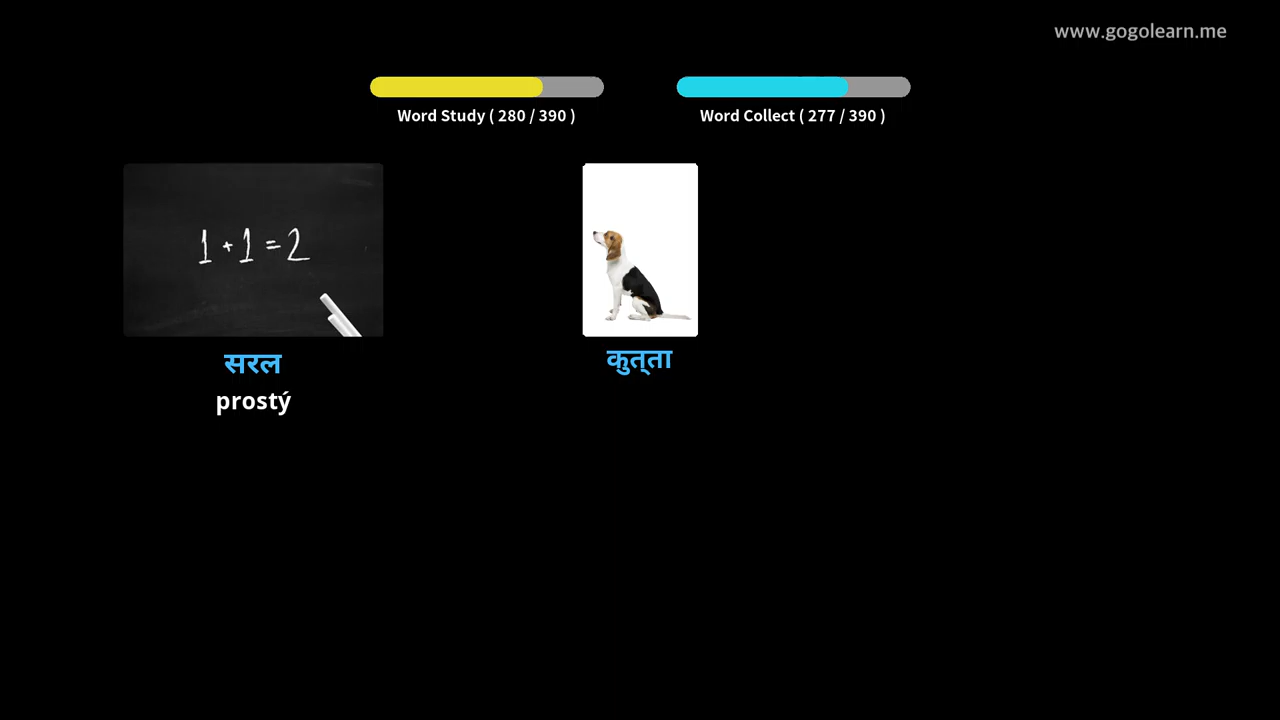 www.gogolearn.me
Word Study ( 280 / 390 )
Word Collect ( 277 / 390 )
1 + 1 = 2
सरल
prostý
कुत्ता